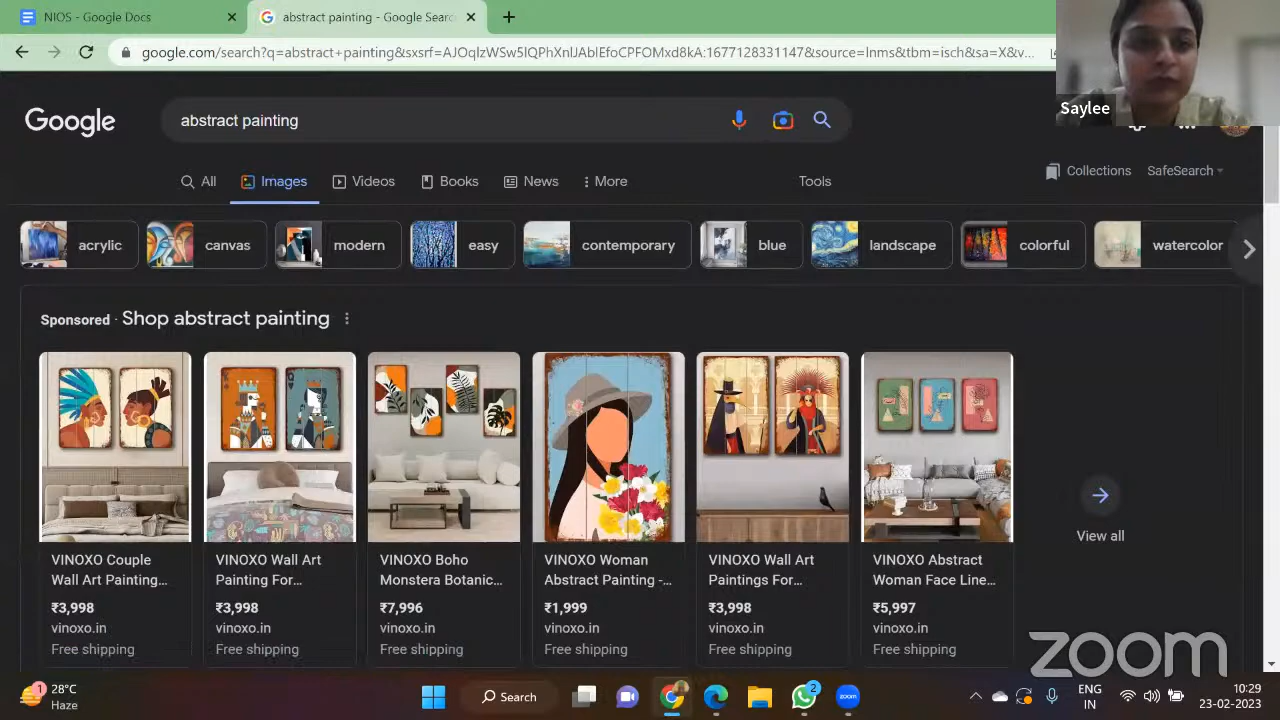 NIOS - Google Docs
abstract painting - Google Sear
google.com/search?q=abstract+painting&sxsrf=AJOqlzWSw5lQPhXnlJAblEfoCPFOMxd8kA:1677128331147&source=lnms&tbm=isch&sa=X&v...
Saylee
Google
abstract painting
All
Images
Videos
Books
News
More
Tools
Collections
SafeSearch
acrylic
canvas
modern
easy
contemporary
blue
landscape
colorful
watercolor
Sponsored · Shop abstract painting
VINOXO Couple
Wall Art Painting...
₹3,998
vinoxo.in
Free shipping
VINOXO Wall Art
Painting For...
₹3,998
vinoxo.in
Free shipping
VINOXO Boho
Monstera Botanic...
₹7,996
vinoxo.in
Free shipping
VINOXO Woman
Abstract Painting -...
₹1,999
vinoxo.in
Free shipping
VINOXO Wall Art
Paintings For...
₹3,998
vinoxo.in
Free shipping
VINOXO Abstract
Woman Face Line...
₹5,997
vinoxo.in
Free shipping
View all
zoom
1
28°C
Haze
Search
2
zoom
ENG
IN
10:29
23-02-2023